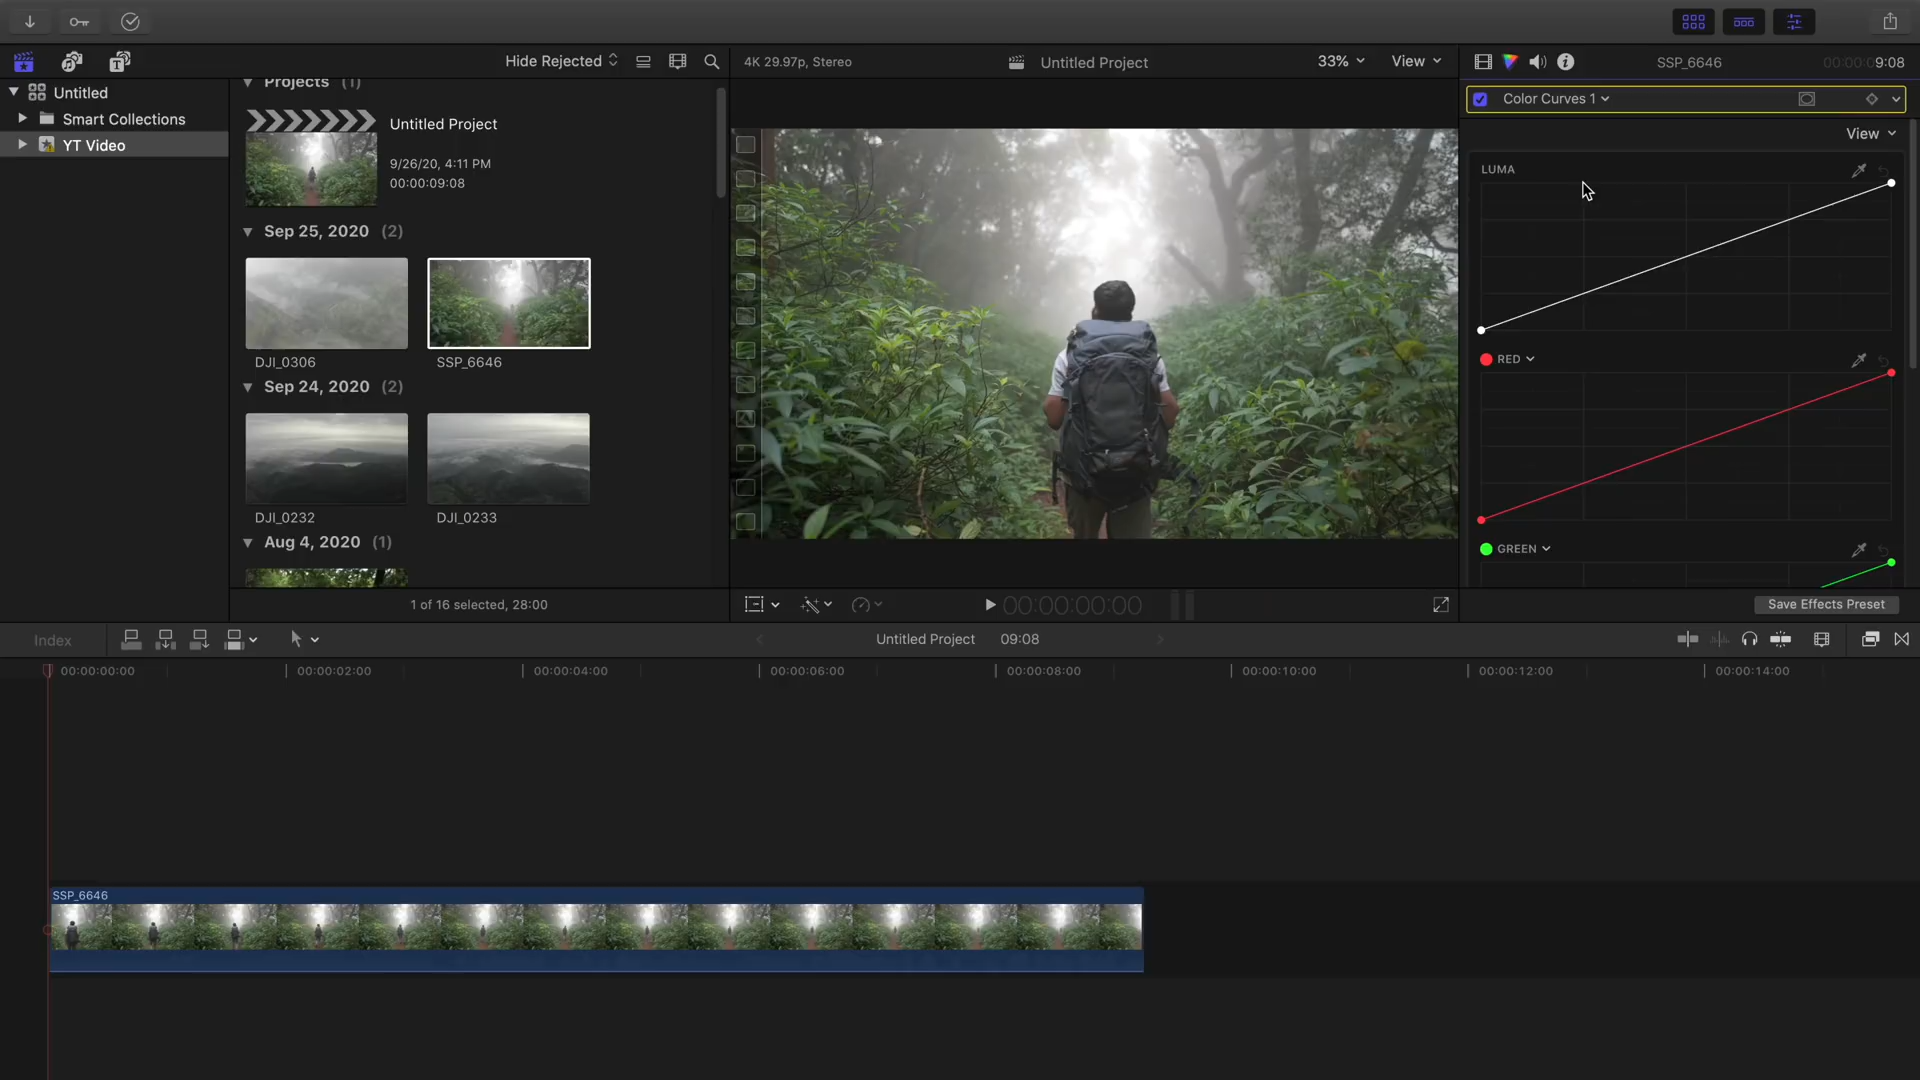 Hide Rejected
4K 29.97p, Stereo
Untitled Project
33%
View
SSP_6646
00:00:09:08
Untitled
Smart Collections
YT Video
Projects (1)
Untitled Project
9/26/20, 4:11 PM
00:00:09:08
Sep 25, 2020 (2)
DJI_0306
SSP_6646
Sep 24, 2020 (2)
DJI_0232
DJI_0233
Aug 4, 2020 (1)
1 of 16 selected, 28:00
00:00:00:00
Color Curves 1
View
LUMA
RED
GREEN
Save Effects Preset
Index
Untitled Project
09:08
00:00:00:00
00:00:02:00
00:00:04:00
00:00:06:00
00:00:08:00
00:00:10:00
00:00:12:00
00:00:14:00
SSP_6646